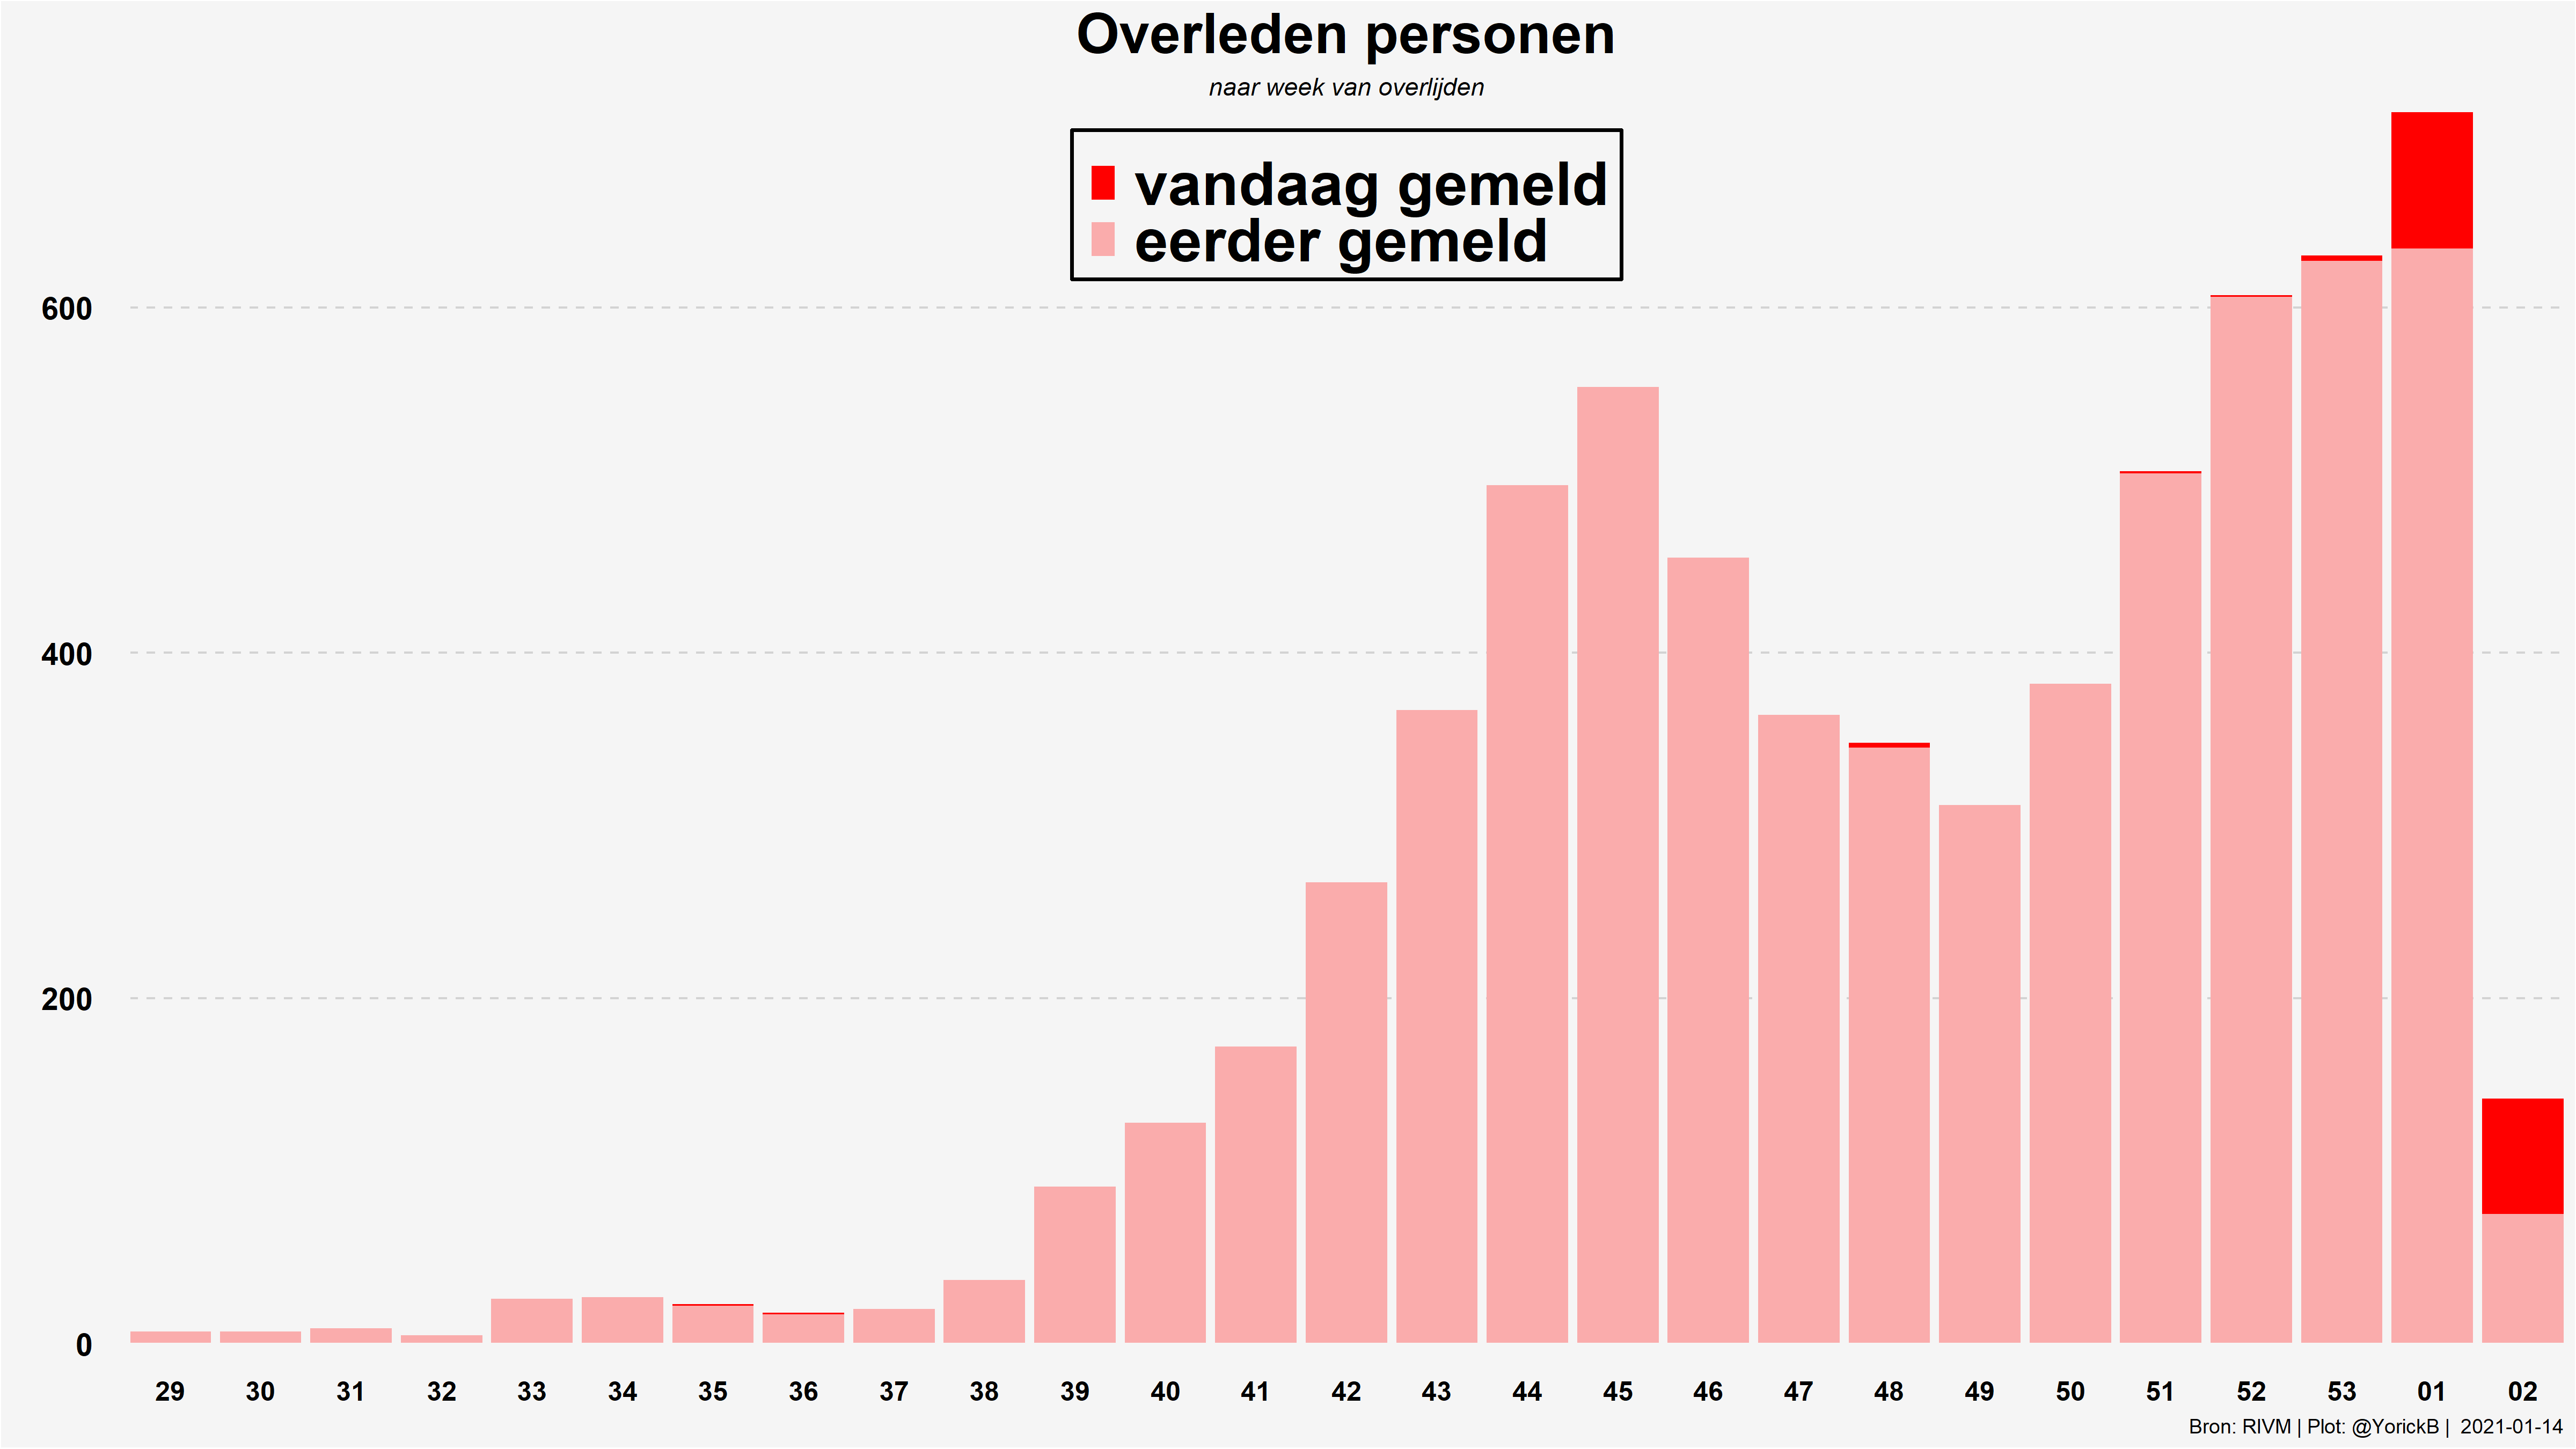 Overleden personen
naar week van overlijden
vandaag gemeld
eerder gemeld
600
400
200
0
29 30 31 32 33 34 35 36 37 38 39 40 41 42 43 44 45 46 47 48 49 50 51 52 53 01 02
Bron: RIVM | Plot: @YorickB | 2021-01-14